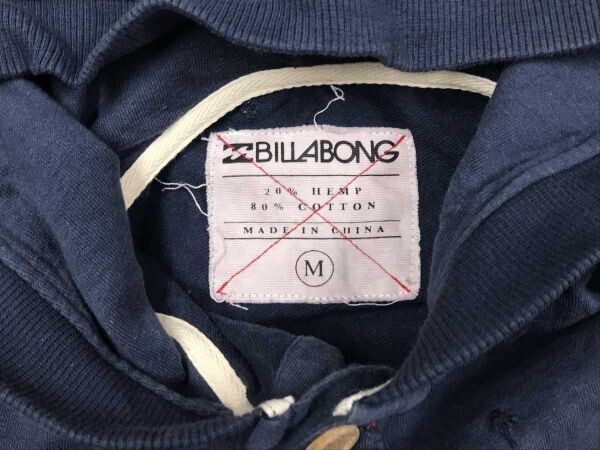 BILLABONG
20% HEMP
80% COTTON
MADE IN CHINA
M